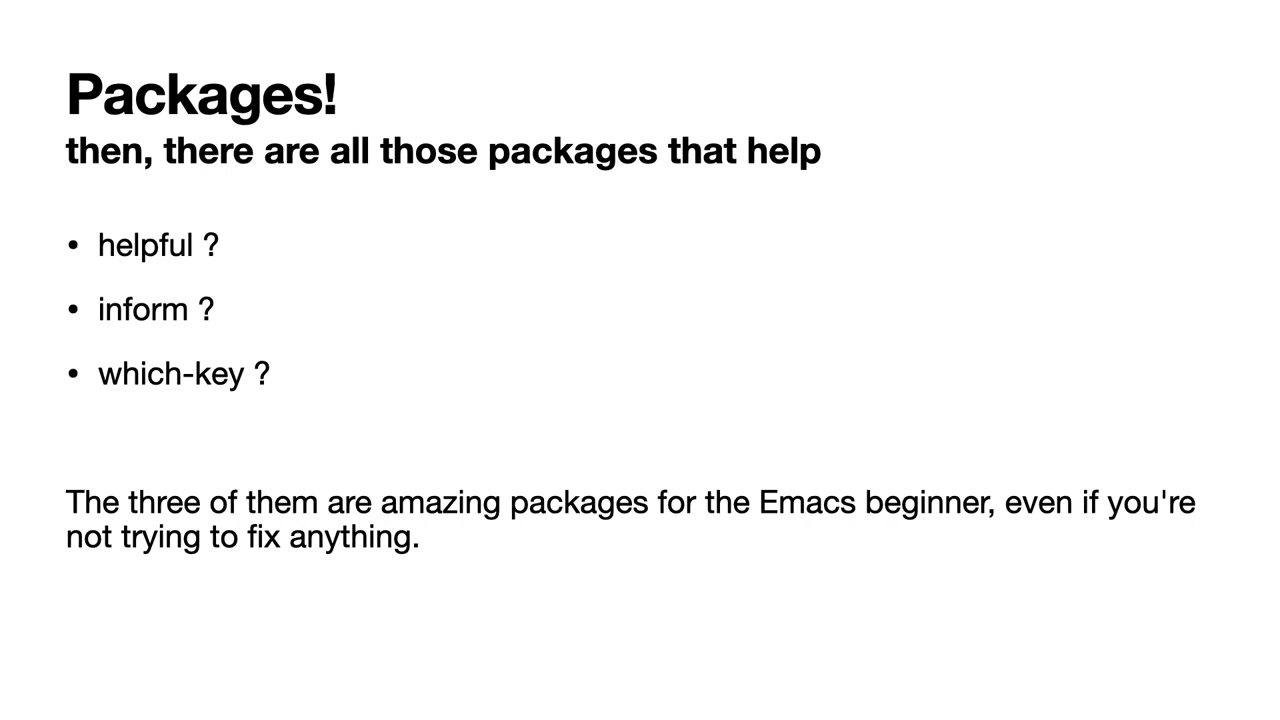 Packages!
then, there are all those packages that help
• helpful ?
• inform ?
• which-key ?
The three of them are amazing packages for the Emacs beginner, even if you're
not trying to fix anything.